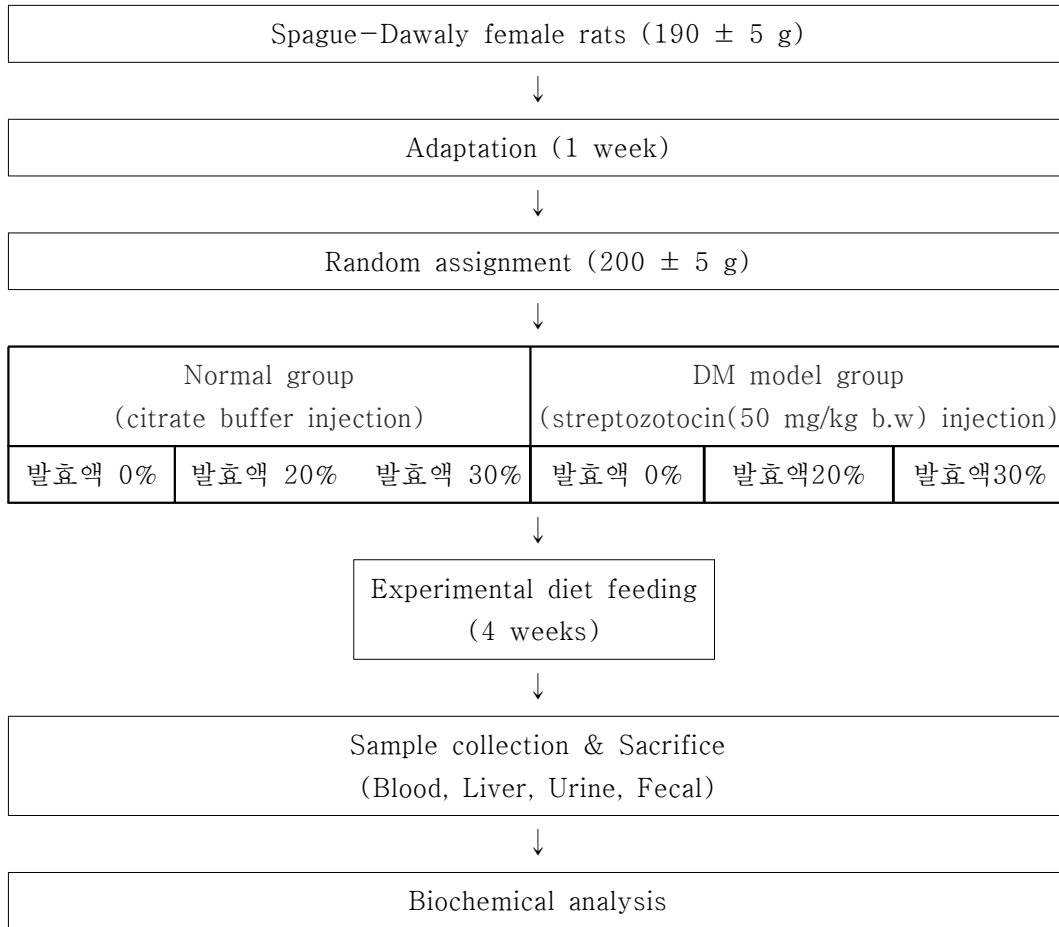 Spague-Dawaly female rats (190 ± 5 g)
↓
Adaptation (1 week)
↓
Random assignment (200 ± 5 g)
↓
Normal group
(citrate buffer injection)
DM model group
(streptozotocin(50 mg/kg b.w) injection)
발효액 0%
발효액 20%
발효액 30%
발효액 0%
발효액20%
발효액30%
↓
Experimental diet feeding
(4 weeks)
↓
Sample collection & Sacrifice
(Blood, Liver, Urine, Fecal)
↓
Biochemical analysis